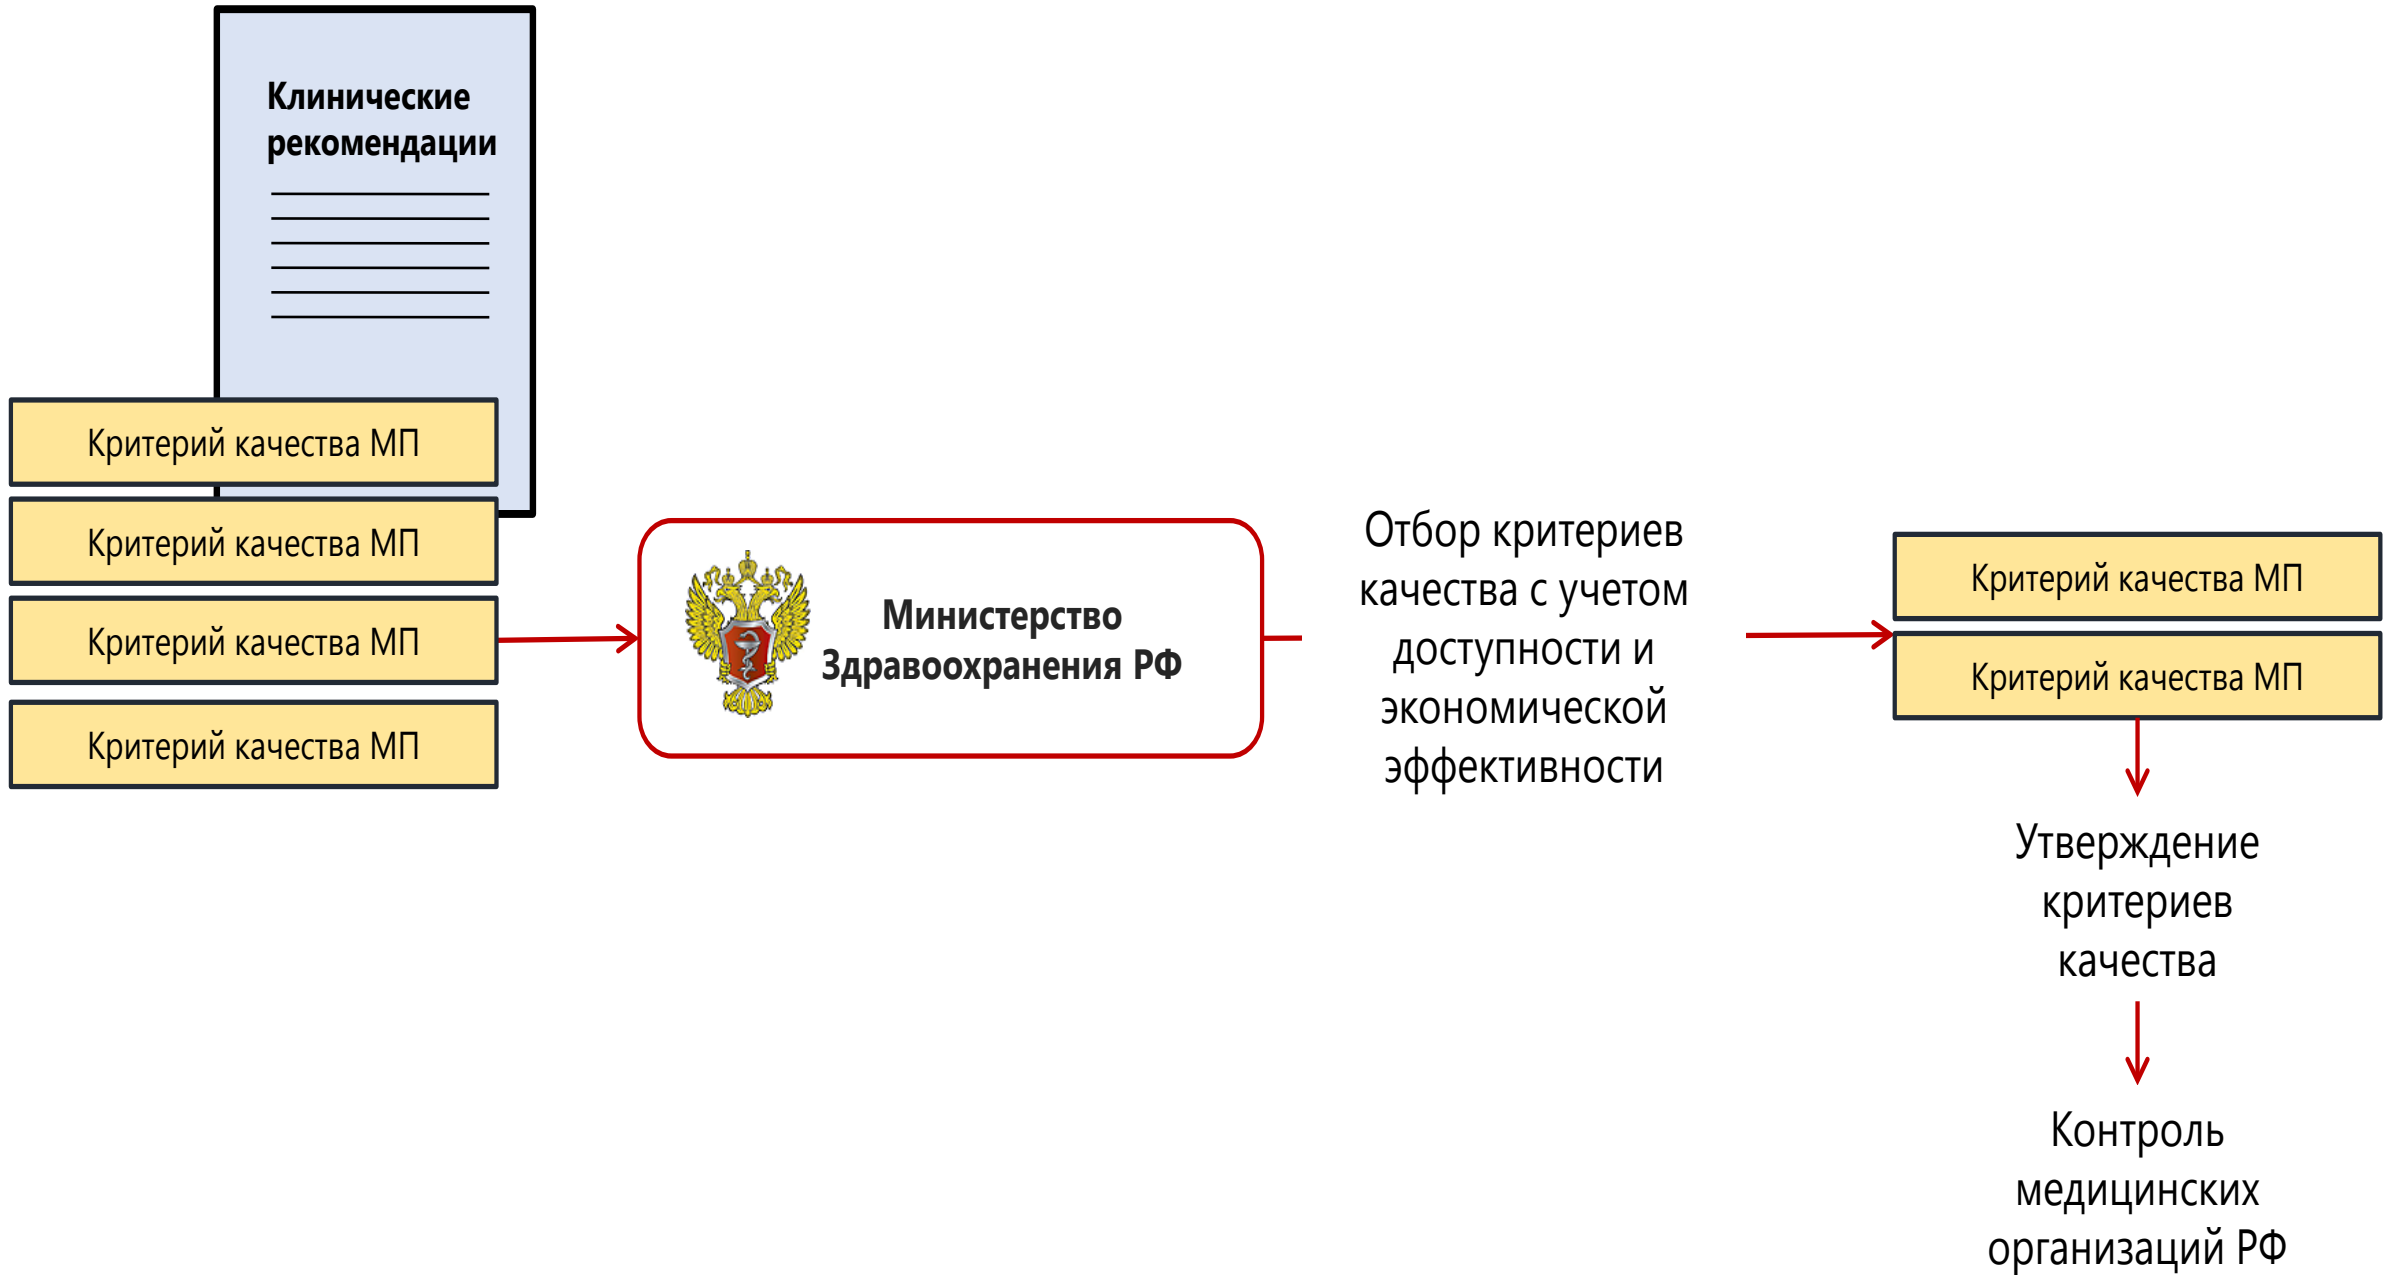 Клинические
рекомендации
Критерий качества МП
Критерий качества МП
Критерий качества МП
Критерий качества МП
Министерство
Здравоохранения РФ
Отбор критериев
качества с учетом
доступности и
экономической
эффективности
Критерий качества МП
Критерий качества МП
Утверждение
критериев
качества
Контроль
медицинских
организаций РФ